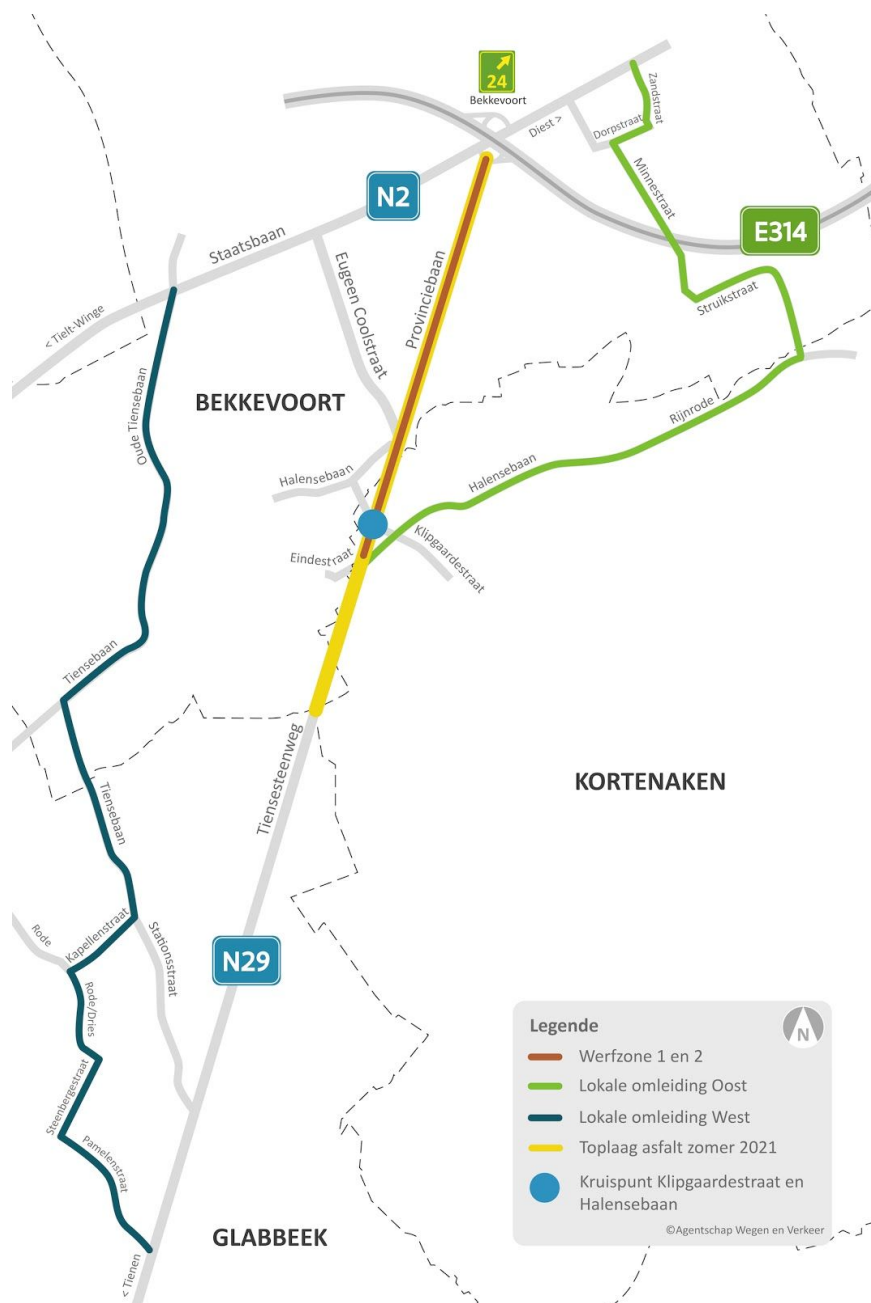 24
Bekkevoort
Diest >
Zandstraat
Dorpstraat
Minnestraat
N2
E314
Staatsbaan
Provinciebaan
Eugeen Coolstraat
Struikstraat
< Tielt-Winge
BEKKEVOORT
Oude Tiensebaan
Rijnrode
Halensebaan
Halensebaan
Klipgaardestraat
Eindestraat
Tiensebaan
Tiensesteenweg
KORTENAKEN
Tiensebaan
Kapellenstraat
Rode
Stationsstraat
N29
Rode/Dries
Steenbergestraat
Pamelenstraat
GLABBEEK
< Tienen
Legende
N
Werfzone 1 en 2
Lokale omleiding Oost
Lokale omleiding West
Toplaag asfalt zomer 2021
Kruispunt Klipgaardestraat en
Halensebaan
©Agentschap Wegen en Verkeer